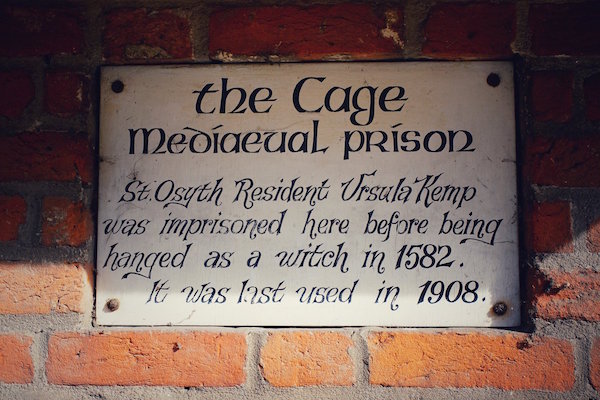 the Cage
Mediaeval prison
St. Osyth Resident Ursula Kemp
was imprisoned here before being
hanged as a witch in 1582.
It was last used in 1908.